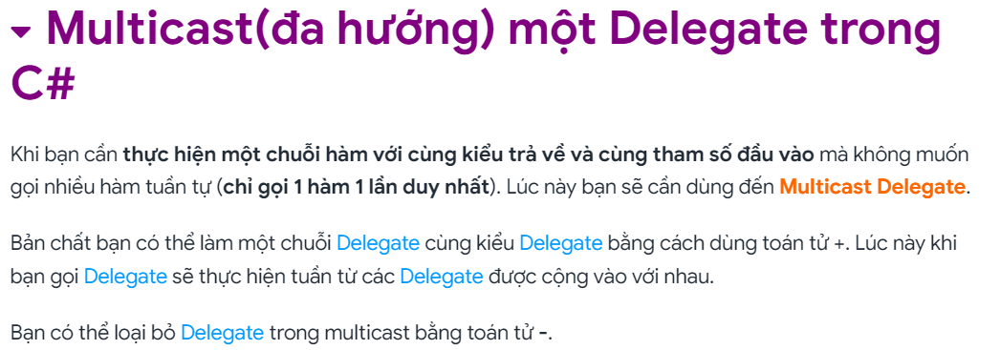 Multicast(đa hướng) một Delegate trong
C#
Khi bạn cần thực hiện một chuỗi hàm với cùng kiểu trả về và cùng tham số đầu vào mà không muốn
gọi nhiều hàm tuần tự (chỉ gọi 1 hàm 1 lần duy nhất). Lúc này bạn sẽ cần dùng đến Multicast Delegate.
Bản chất bạn có thể làm một chuỗi Delegate cùng kiểu Delegate bằng cách dùng toán tử +. Lúc này khi
bạn gọi Delegate sẽ thực hiện tuần từ các Delegate được cộng vào với nhau.
Bạn có thể loại bỏ Delegate trong multicast bằng toán tử -.